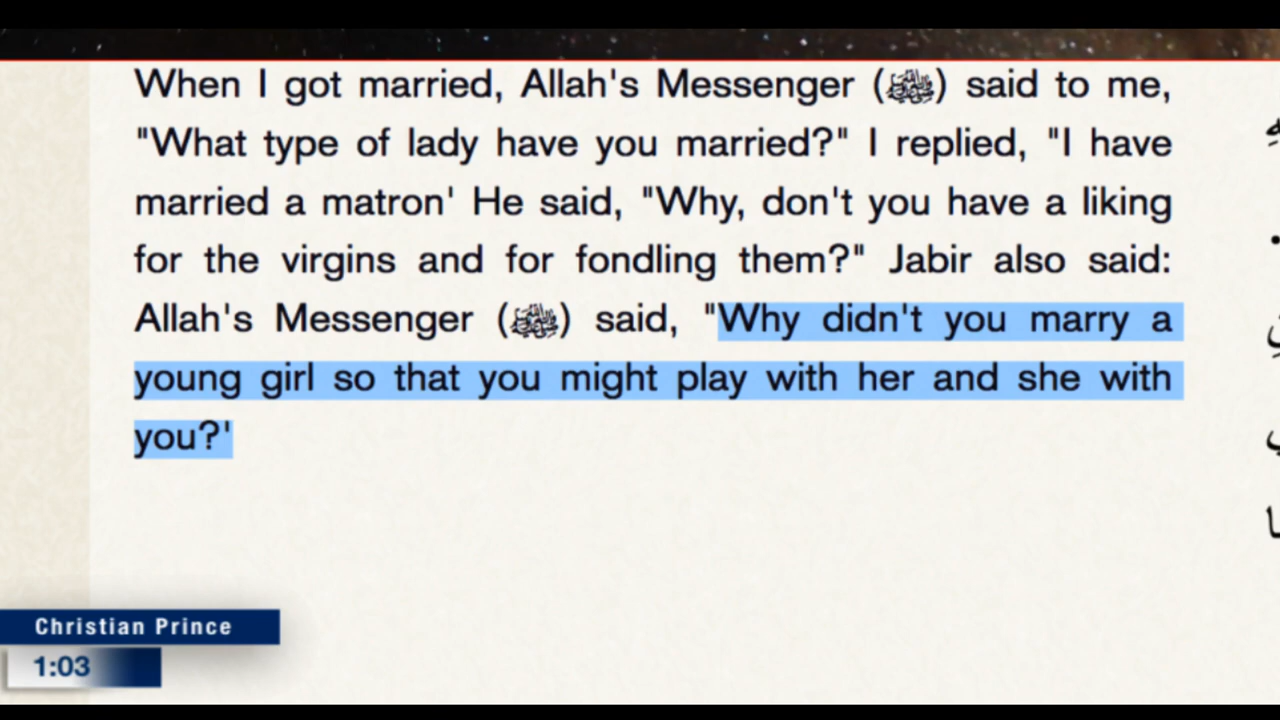 When I got married, Allah's Messenger (ﷺ) said to me,
"What type of lady have you married?" I replied, "I have
married a matron' He said, "Why, don't you have a liking
for the virgins and for fondling them?" Jabir also said:
Allah's Messenger (ﷺ) said, "Why didn't you marry a
young girl so that you might play with her and she with
you?'
Christian Prince
1:03